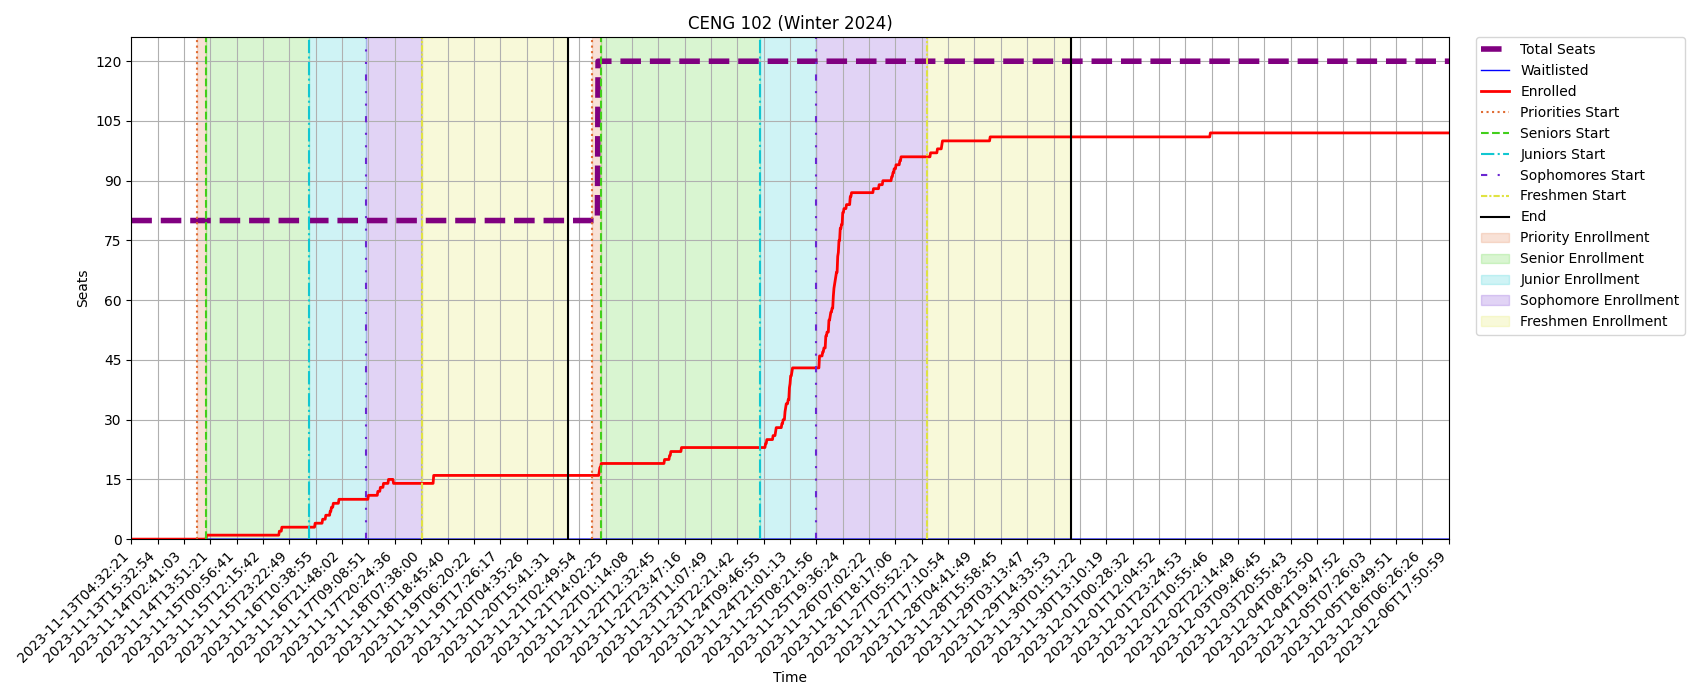 CENG 102 (Winter 2024)
Seats
120
105
90
75
60
45
30
15
0
2023-11-13T04:32:21
2023-11-13T15:32:54
2023-11-14T02:41:03
2023-11-14T13:51:21
2023-11-15T00:56:41
2023-11-15T12:15:42
2023-11-15T23:22:49
2023-11-16T10:38:55
2023-11-16T21:48:02
2023-11-17T09:08:51
2023-11-17T20:24:36
2023-11-18T07:38:00
2023-11-18T18:45:40
2023-11-19T06:20:22
2023-11-19T17:26:17
2023-11-20T04:35:26
2023-11-20T15:41:31
2023-11-21T02:49:54
2023-11-21T14:02:25
2023-11-22T01:14:08
2023-11-22T12:32:45
2023-11-22T23:47:16
2023-11-23T11:07:49
2023-11-23T22:21:42
2023-11-24T09:46:55
2023-11-24T21:01:13
2023-11-25T08:21:56
2023-11-25T19:36:24
2023-11-26T07:02:22
2023-11-26T18:17:06
2023-11-27T05:52:21
2023-11-27T17:10:54
2023-11-28T04:41:49
2023-11-28T15:58:45
2023-11-29T03:13:47
2023-11-29T14:33:53
2023-11-30T01:51:22
2023-11-30T13:10:19
2023-12-01T00:28:32
2023-12-01T12:04:52
2023-12-01T23:24:53
2023-12-02T10:55:46
2023-12-02T22:14:49
2023-12-03T09:46:45
2023-12-03T20:55:43
2023-12-04T08:25:50
2023-12-04T19:47:52
2023-12-05T07:26:03
2023-12-05T18:49:51
2023-12-06T06:26:26
2023-12-06T17:50:59
Time
Total Seats
Waitlisted
Enrolled
Priorities Start
Seniors Start
Juniors Start
Sophomores Start
Freshmen Start
End
Priority Enrollment
Senior Enrollment
Junior Enrollment
Sophomore Enrollment
Freshmen Enrollment